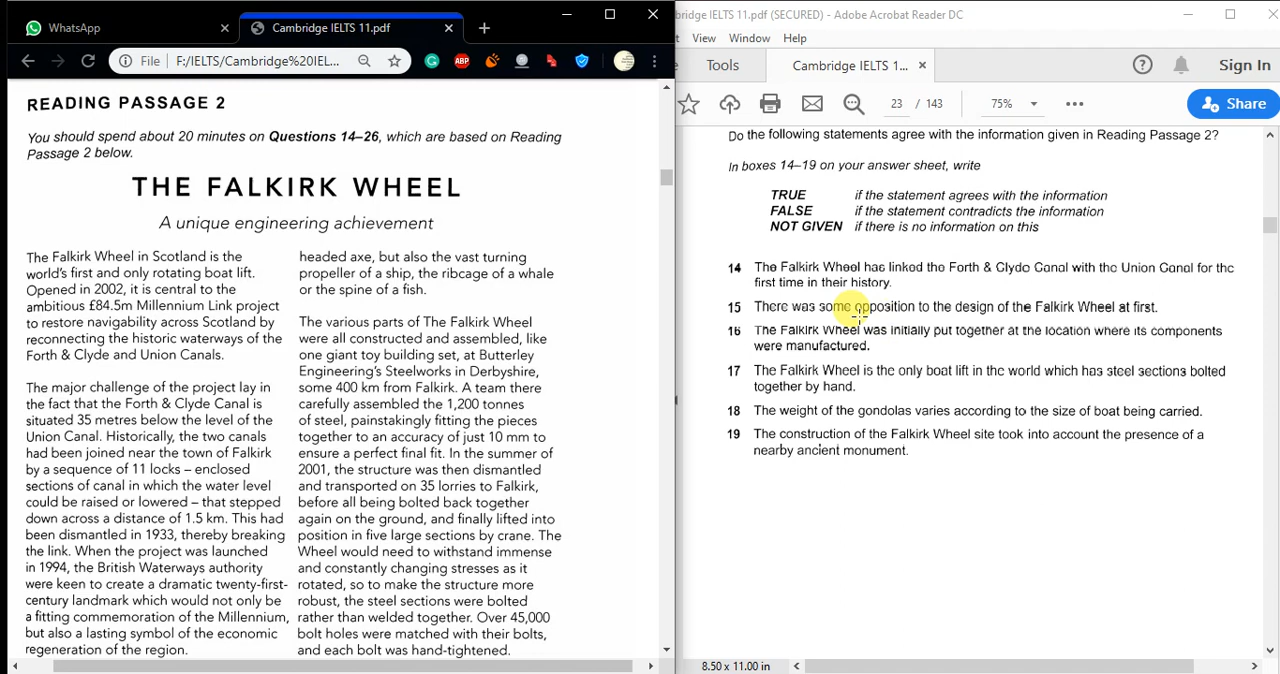 WhatsApp
Cambridge IELTS 11.pdf
File
F:/IELTS/Cambridge%20IEL...
READING PASSAGE 2
You should spend about 20 minutes on Questions 14–26, which are based on Reading
Passage 2 below.
THE FALKIRK WHEEL
A unique engineering achievement
The Falkirk Wheel in Scotland is the
world's first and only rotating boat lift.
Opened in 2002, it is central to the
ambitious £84.5m Millennium Link project
to restore navigability across Scotland by
reconnecting the historic waterways of the
Forth & Clyde and Union Canals.
The major challenge of the project lay in
the fact that the Forth & Clyde Canal is
situated 35 metres below the level of the
Union Canal. Historically, the two canals
had been joined near the town of Falkirk
by a sequence of 11 locks – enclosed
sections of canal in which the water level
could be raised or lowered – that stepped
down across a distance of 1.5 km. This had
been dismantled in 1933, thereby breaking
the link. When the project was launched
in 1994, the British Waterways authority
were keen to create a dramatic twenty-first-
century landmark which would not only be
a fitting commemoration of the Millennium,
but also a lasting symbol of the economic
regeneration of the region.
headed axe, but also the vast turning
propeller of a ship, the ribcage of a whale
or the spine of a fish.
The various parts of The Falkirk Wheel
were all constructed and assembled, like
one giant toy building set, at Butterley
Engineering's Steelworks in Derbyshire,
some 400 km from Falkirk. A team there
carefully assembled the 1,200 tonnes
of steel, painstakingly fitting the pieces
together to an accuracy of just 10 mm to
ensure a perfect final fit. In the summer of
2001, the structure was then dismantled
and transported on 35 lorries to Falkirk,
before all being bolted back together
again on the ground, and finally lifted into
position in five large sections by crane. The
Wheel would need to withstand immense
and constantly changing stresses as it
rotated, so to make the structure more
robust, the steel sections were bolted
rather than welded together. Over 45,000
bolt holes were matched with their bolts,
and each bolt was hand-tightened.
Cambridge IELTS 11.pdf (SECURED) - Adobe Acrobat Reader DC
View Window Help
Tools
Cambridge IELTS 1...
Sign In
23 / 143
75%
Share
Do the following statements agree with the information given in Reading Passage 2?
In boxes 14–19 on your answer sheet, write
TRUE if the statement agrees with the information
FALSE if the statement contradicts the information
NOT GIVEN if there is no information on this
14 The Falkirk Wheel has linked the Forth & Clyde Canal with the Union Canal for the
first time in their history.
15 There was some opposition to the design of the Falkirk Wheel at first.
16 The Falkirk Wheel was initially put together at the location where its components
were manufactured.
17 The Falkirk Wheel is the only boat lift in the world which has steel sections bolted
together by hand.
18 The weight of the gondolas varies according to the size of boat being carried.
19 The construction of the Falkirk Wheel site took into account the presence of a
nearby ancient monument.
8.50 x 11.00 in